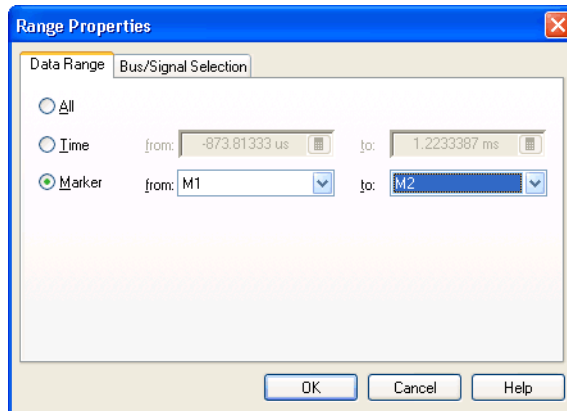 Range Properties
Data Range Bus/Signal Selection
All
Time from: -873.81333 us to: 1.2233387 ms
Marker from: M1 to: M2
OK Cancel Help